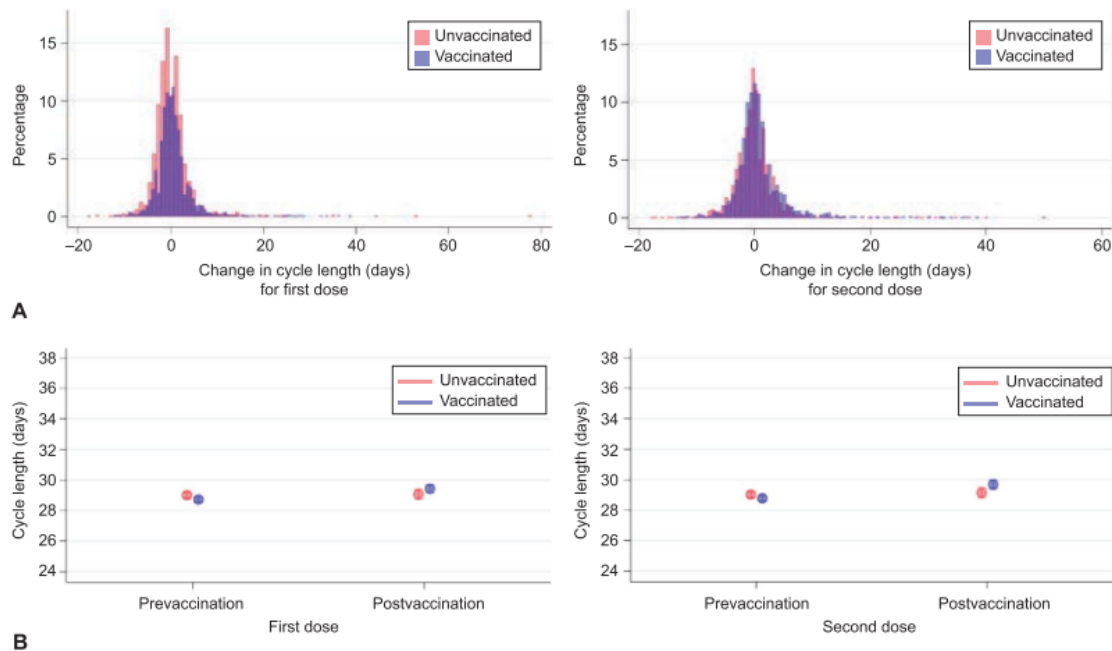 Unvaccinated
Vaccinated
Percentage
15
10
5
0
–20
0
20
40
60
80
Change in cycle length (days)
for first dose
Unvaccinated
Vaccinated
Percentage
15
10
5
0
–20
0
20
40
60
Change in cycle length (days)
for second dose
A
Unvaccinated
Vaccinated
Cycle length (days)
38
36
34
32
30
28
26
24
Prevaccination
Postvaccination
First dose
Unvaccinated
Vaccinated
Cycle length (days)
38
36
34
32
30
28
26
24
Prevaccination
Postvaccination
Second dose
B